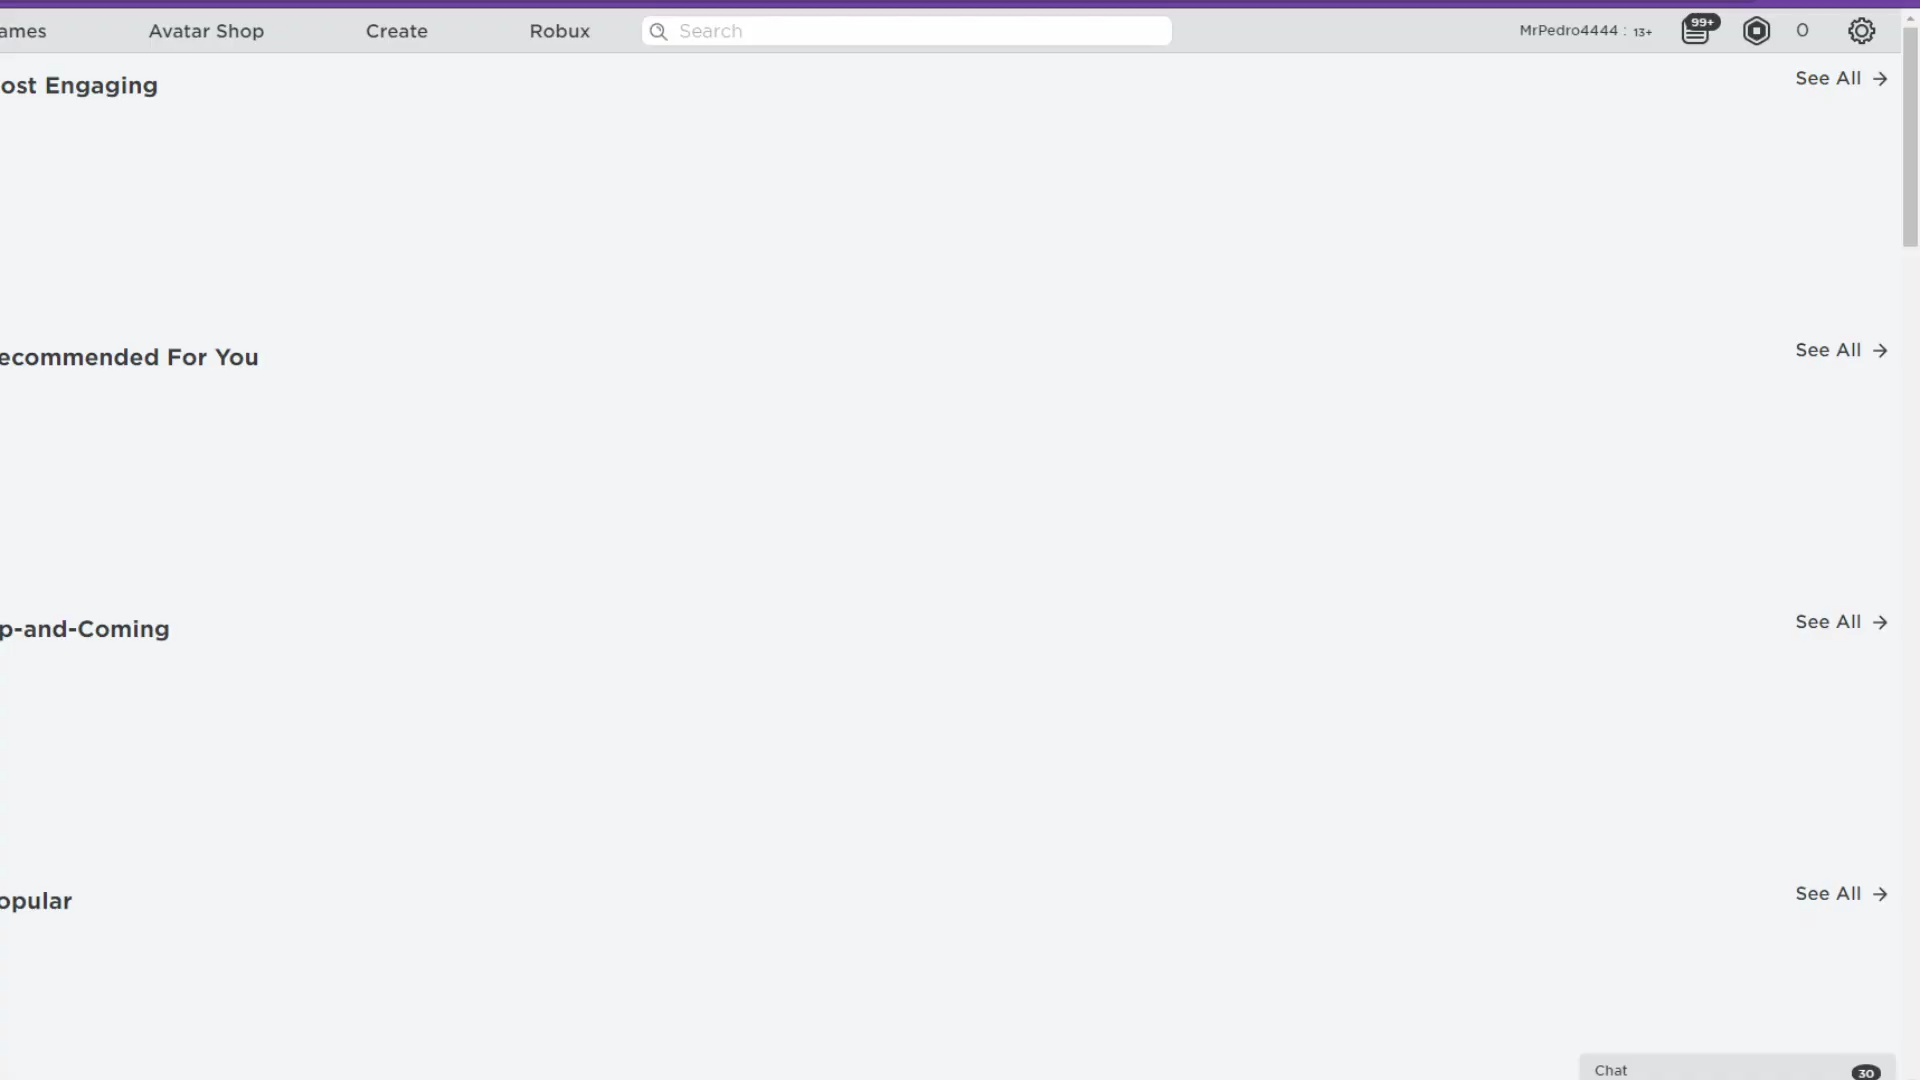 ames Avatar Shop Create Robux Search MrPedro4444 : 13+ 99+ 0
ost Engaging See All
ecommended For You See All
p-and-Coming See All
opular See All
Chat 30